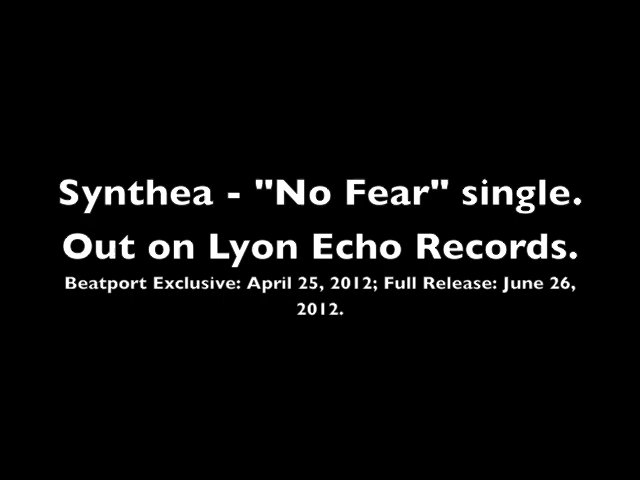 Synthea - "No Fear" single.
Out on Lyon Echo Records.
Beatport Exclusive: April 25, 2012; Full Release: June 26,
2012.